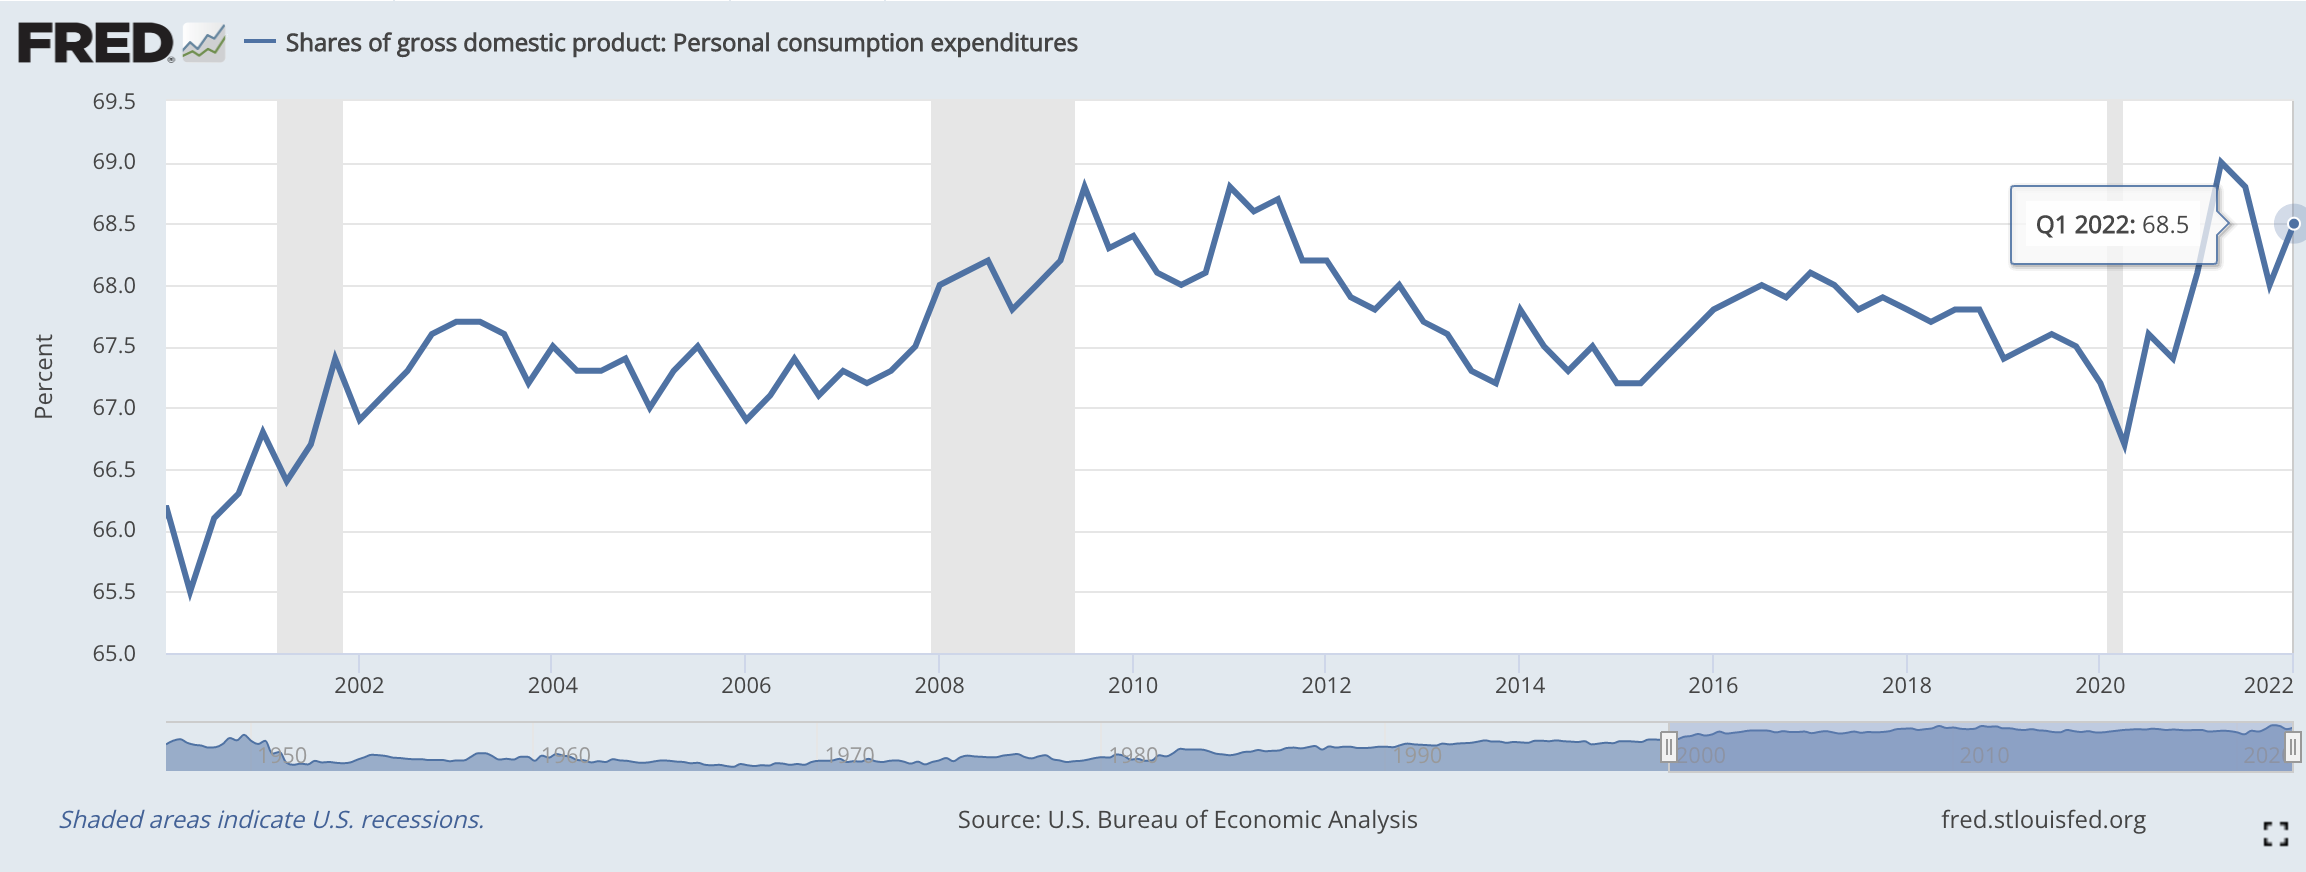 FRED® Shares of gross domestic product: Personal consumption expenditures
69.5
69.0
68.5
68.0
67.5
67.0
66.5
66.0
65.5
65.0
Percent
Q1 2022: 68.5
2002 2004 2006 2008 2010 2012 2014 2016 2018 2020 2022
1950 1960 1970 1980 1990 2000 2010
Shaded areas indicate U.S. recessions. Source: U.S. Bureau of Economic Analysis fred.stlouisfed.org